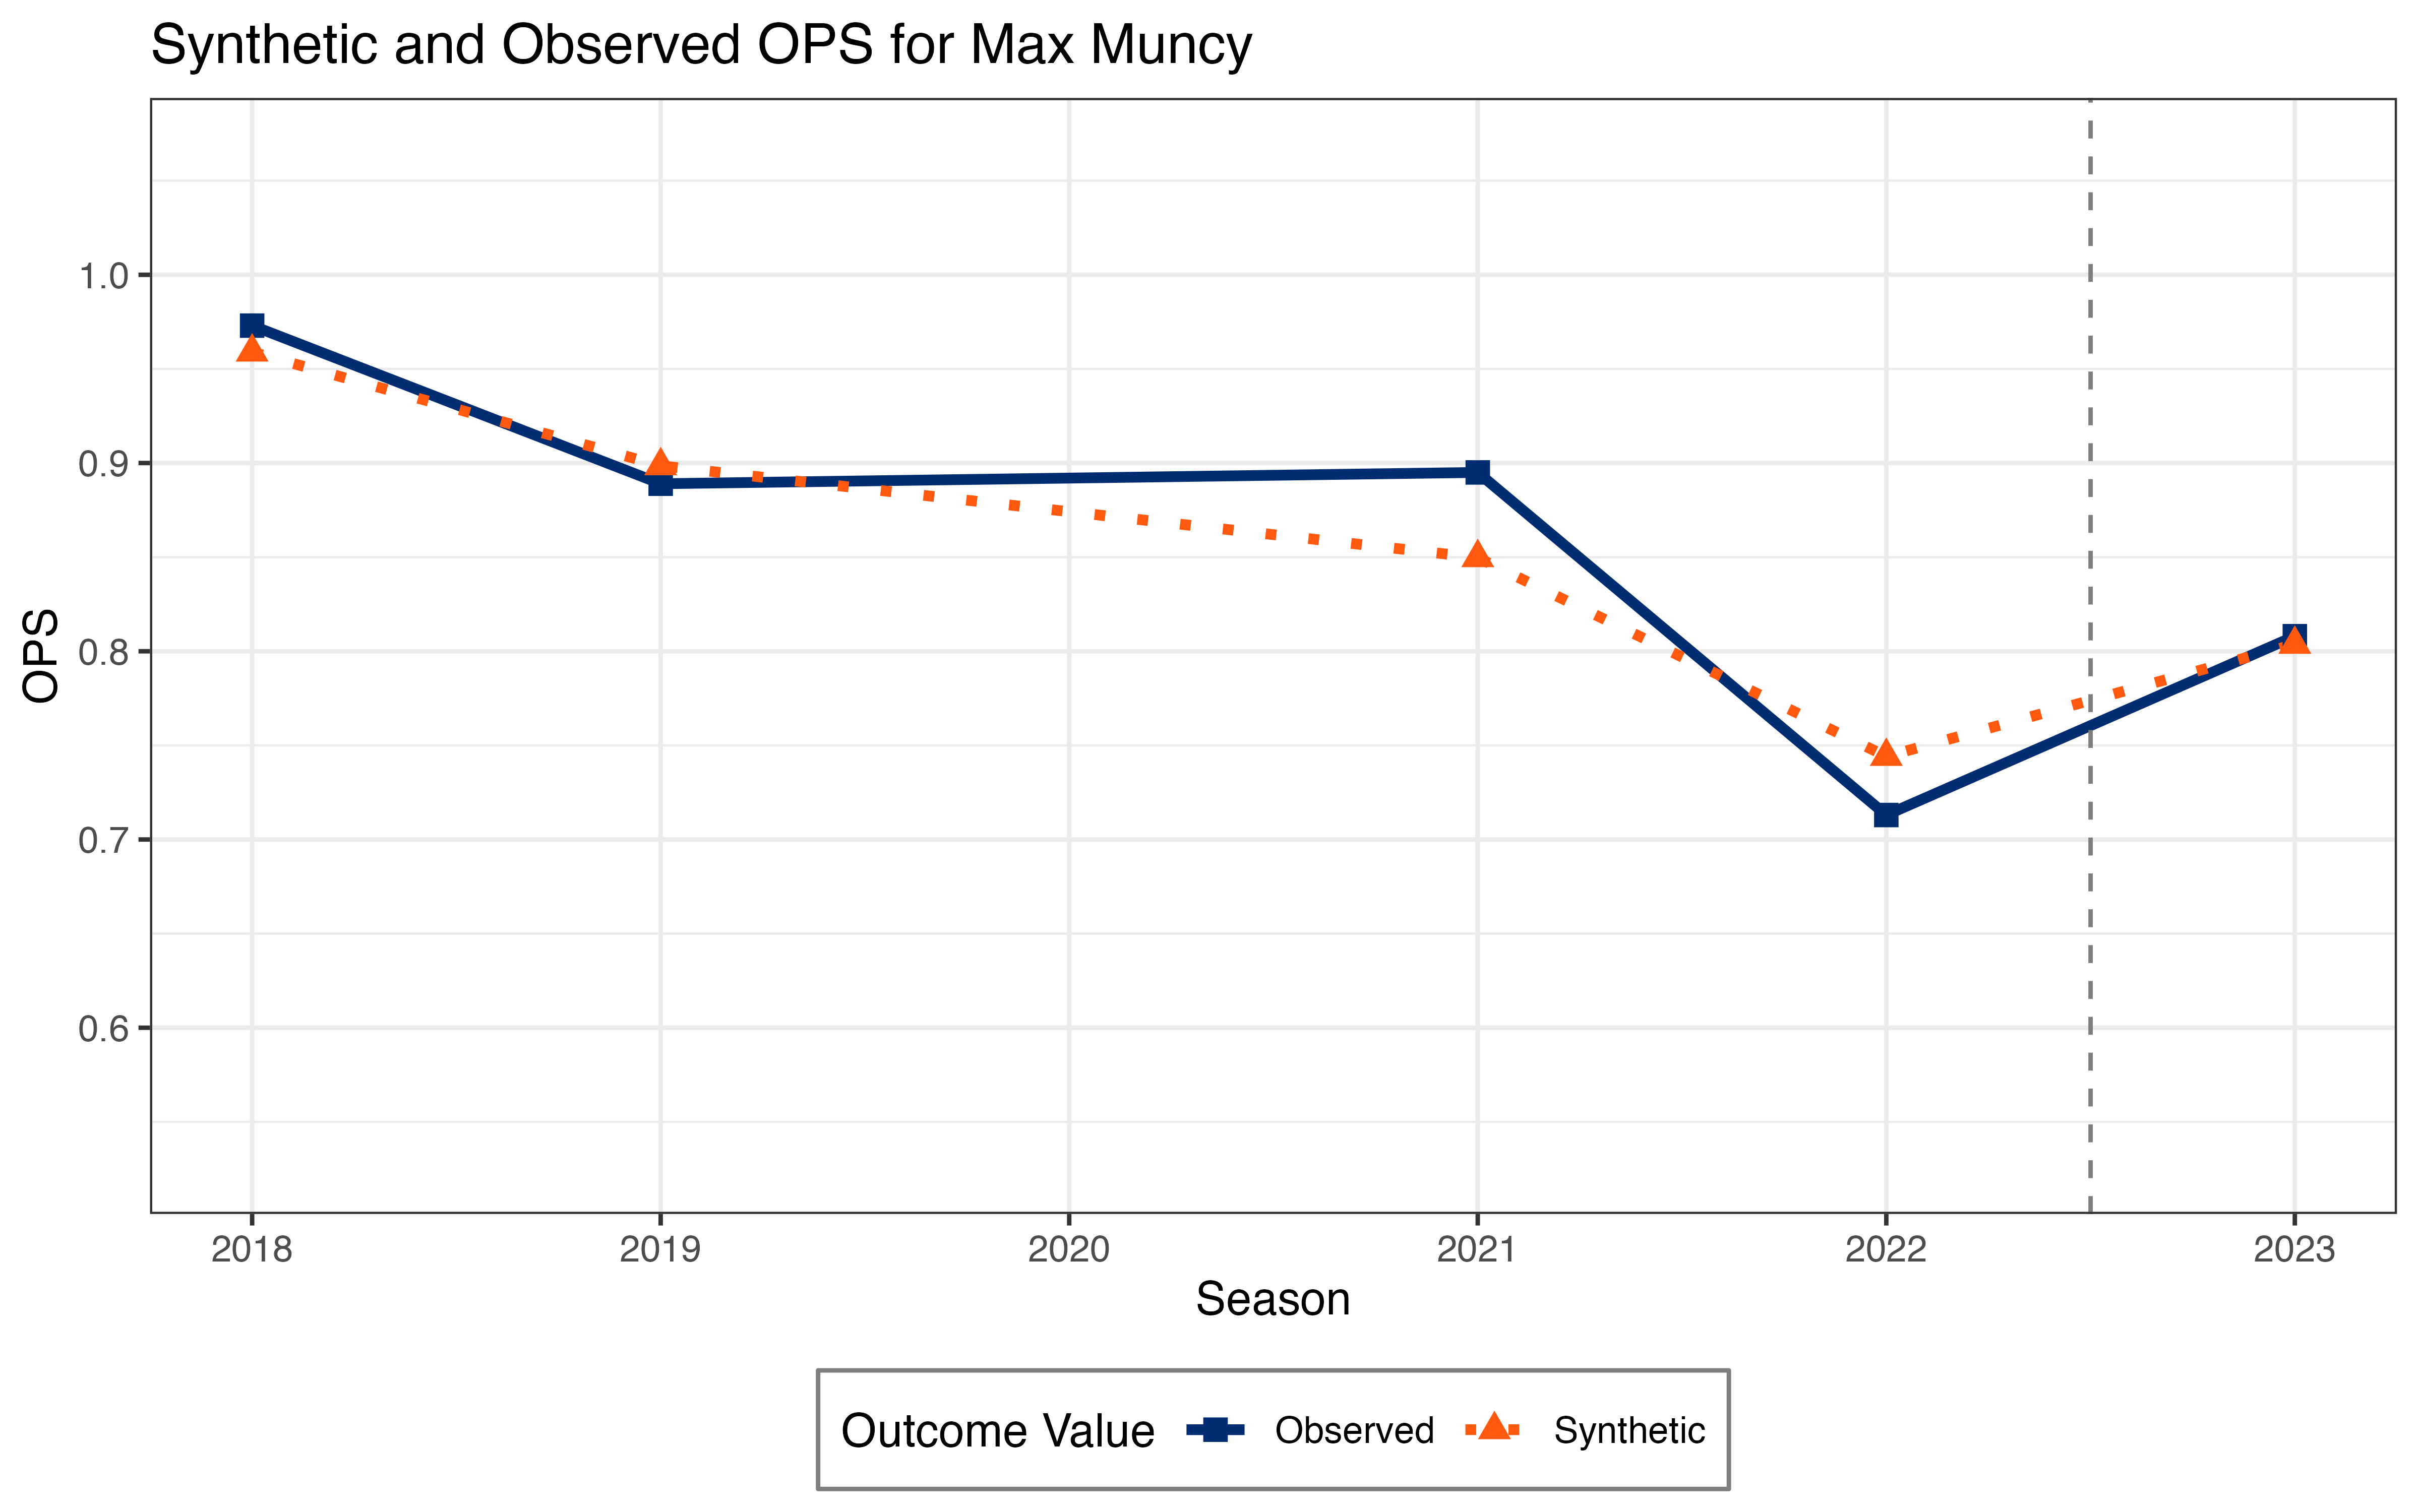 Synthetic and Observed OPS for Max Muncy
OPS
1.0
0.9
0.8
0.7
0.6
2018 2019 2020 2021 2022 2023
Season
Outcome Value Observed Synthetic